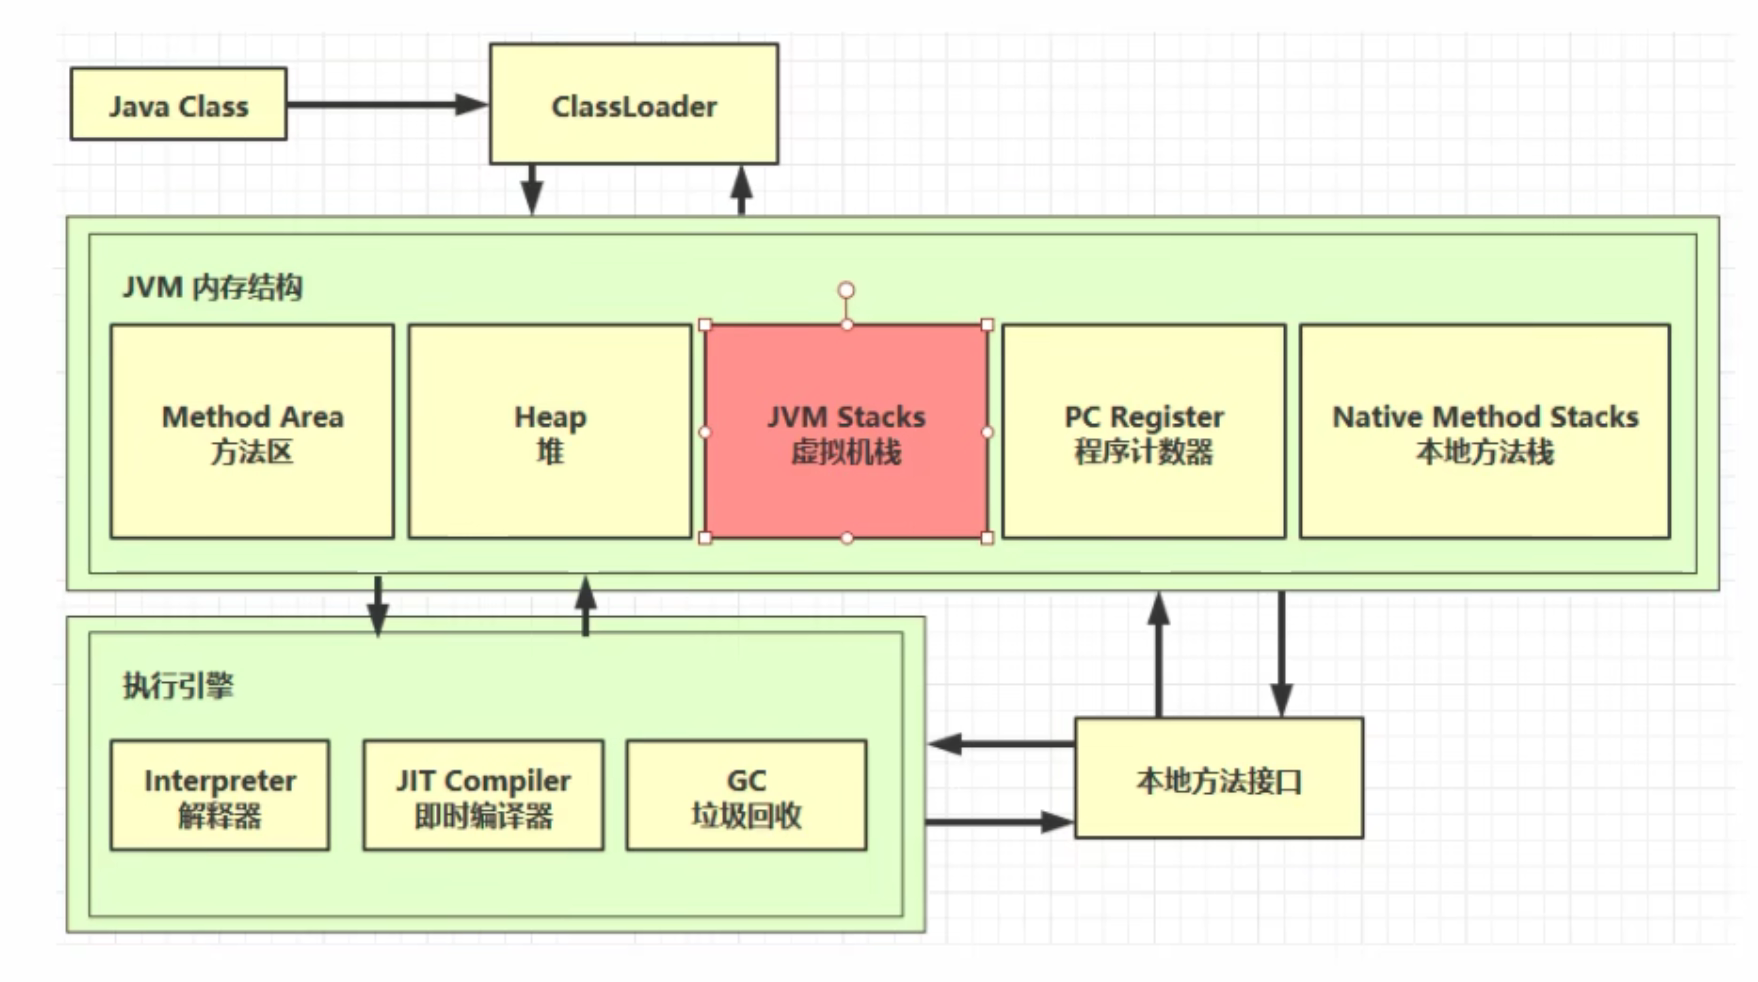 Java Class
ClassLoader
JVM 内存结构
Method Area
方法区
Heap
堆
JVM Stacks
虚拟机栈
PC Register
程序计数器
Native Method Stacks
本地方法栈
执行引擎
Interpreter
解释器
JIT Compiler
即时编译器
GC
垃圾回收
本地方法接口